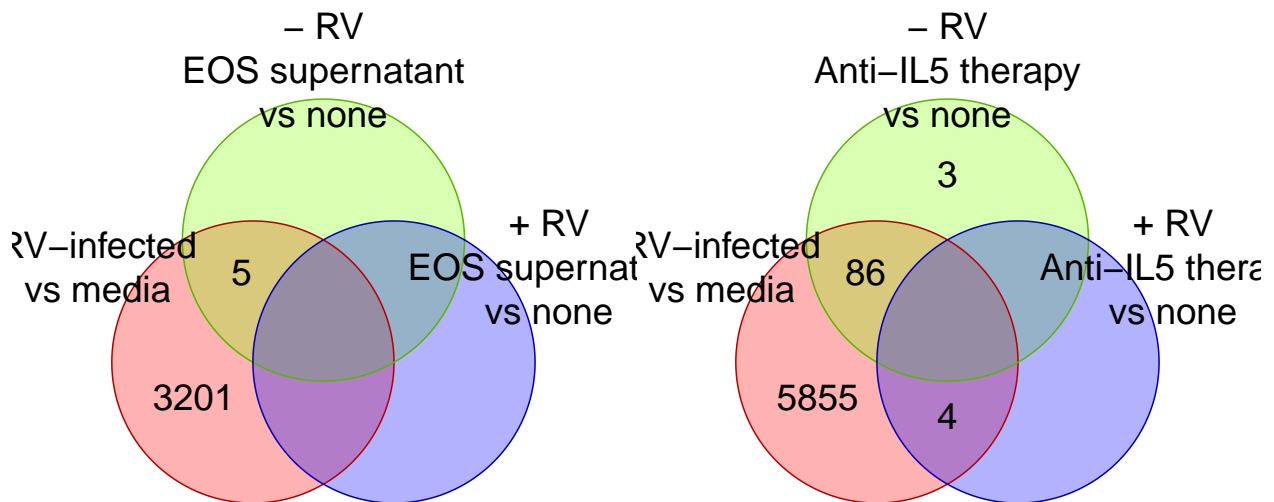 – RV
EOS supernatant
vs none
RV–infected
vs media
+ RV
EOS supernat
vs none
5
3201
– RV
Anti–IL5 therapy
vs none
3
RV–infected
vs media
+ RV
Anti–IL5 thera
vs none
86
5855
4